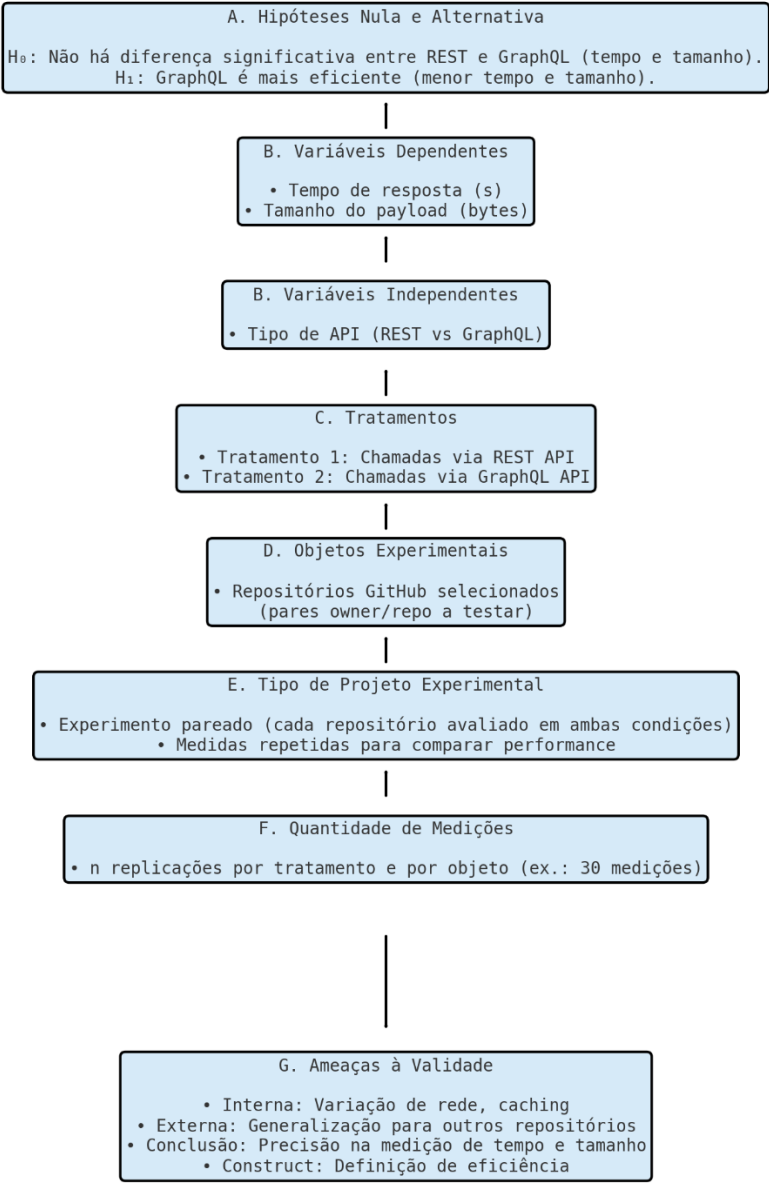 A. Hipóteses Nula e Alternativa
H₀: Não há diferença significativa entre REST e GraphQL (tempo e tamanho).
H₁: GraphQL é mais eficiente (menor tempo e tamanho).
B. Variáveis Dependentes
• Tempo de resposta (s)
• Tamanho do payload (bytes)
B. Variáveis Independentes
• Tipo de API (REST vs GraphQL)
C. Tratamentos
• Tratamento 1: Chamadas via REST API
• Tratamento 2: Chamadas via GraphQL API
D. Objetos Experimentais
• Repositórios GitHub selecionados
(pares owner/repo a testar)
E. Tipo de Projeto Experimental
• Experimento pareado (cada repositório avaliado em ambas condições)
• Medidas repetidas para comparar performance
F. Quantidade de Medições
• n replicações por tratamento e por objeto (ex.: 30 medições)
G. Ameaças à Validade
• Interna: Variação de rede, caching
• Externa: Generalização para outros repositórios
• Conclusão: Precisão na medição de tempo e tamanho
• Construct: Definição de eficiência